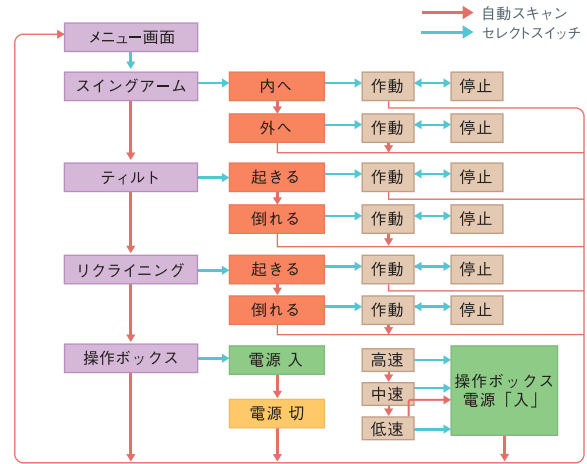 自動スキャン
セレクトスイッチ
メニュー画面
スイングアーム
内へ
作動
停止
外へ
作動
停止
ティルト
起きる
作動
停止
倒れる
作動
停止
リクライニング
起きる
作動
停止
倒れる
作動
停止
操作ボックス
電源 入
高速
操作ボックス
電源「入」
中速
電源 切
低速